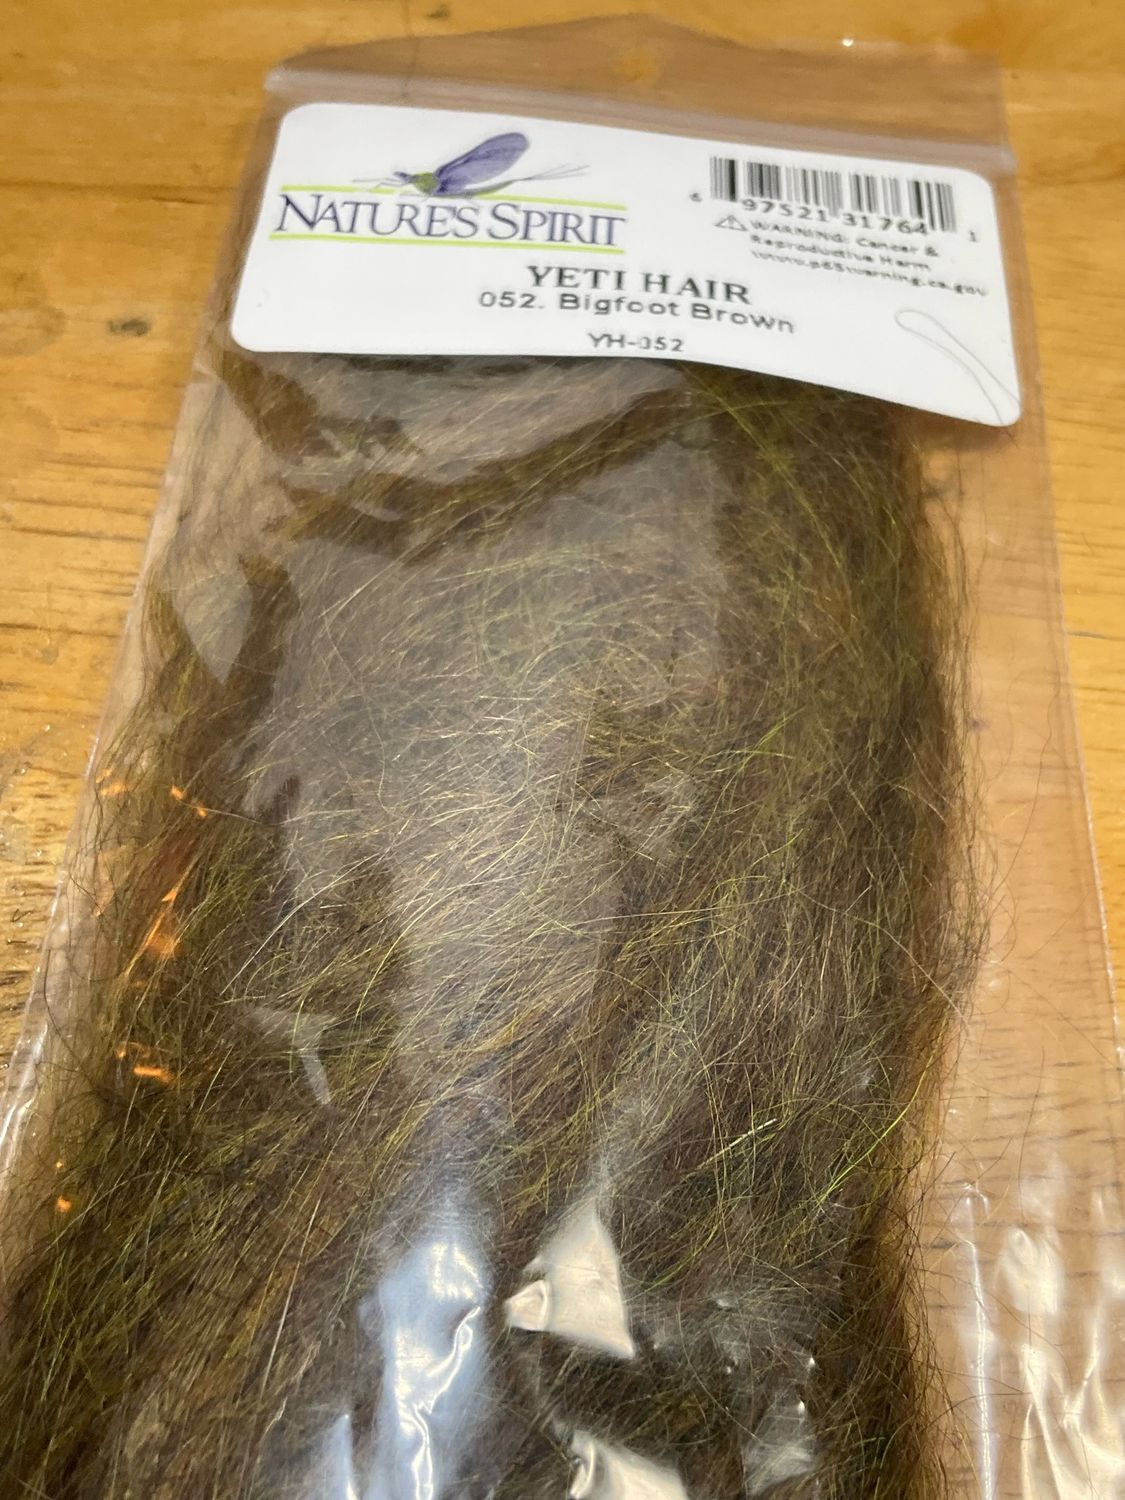 NATURE'S SPIRIT
6 97521 31764 1
WARNING: Cancer &
Reproductive Harm
www.p65warning.ca.gov
YETI HAIR
052. Bigfoot Brown
YH-052